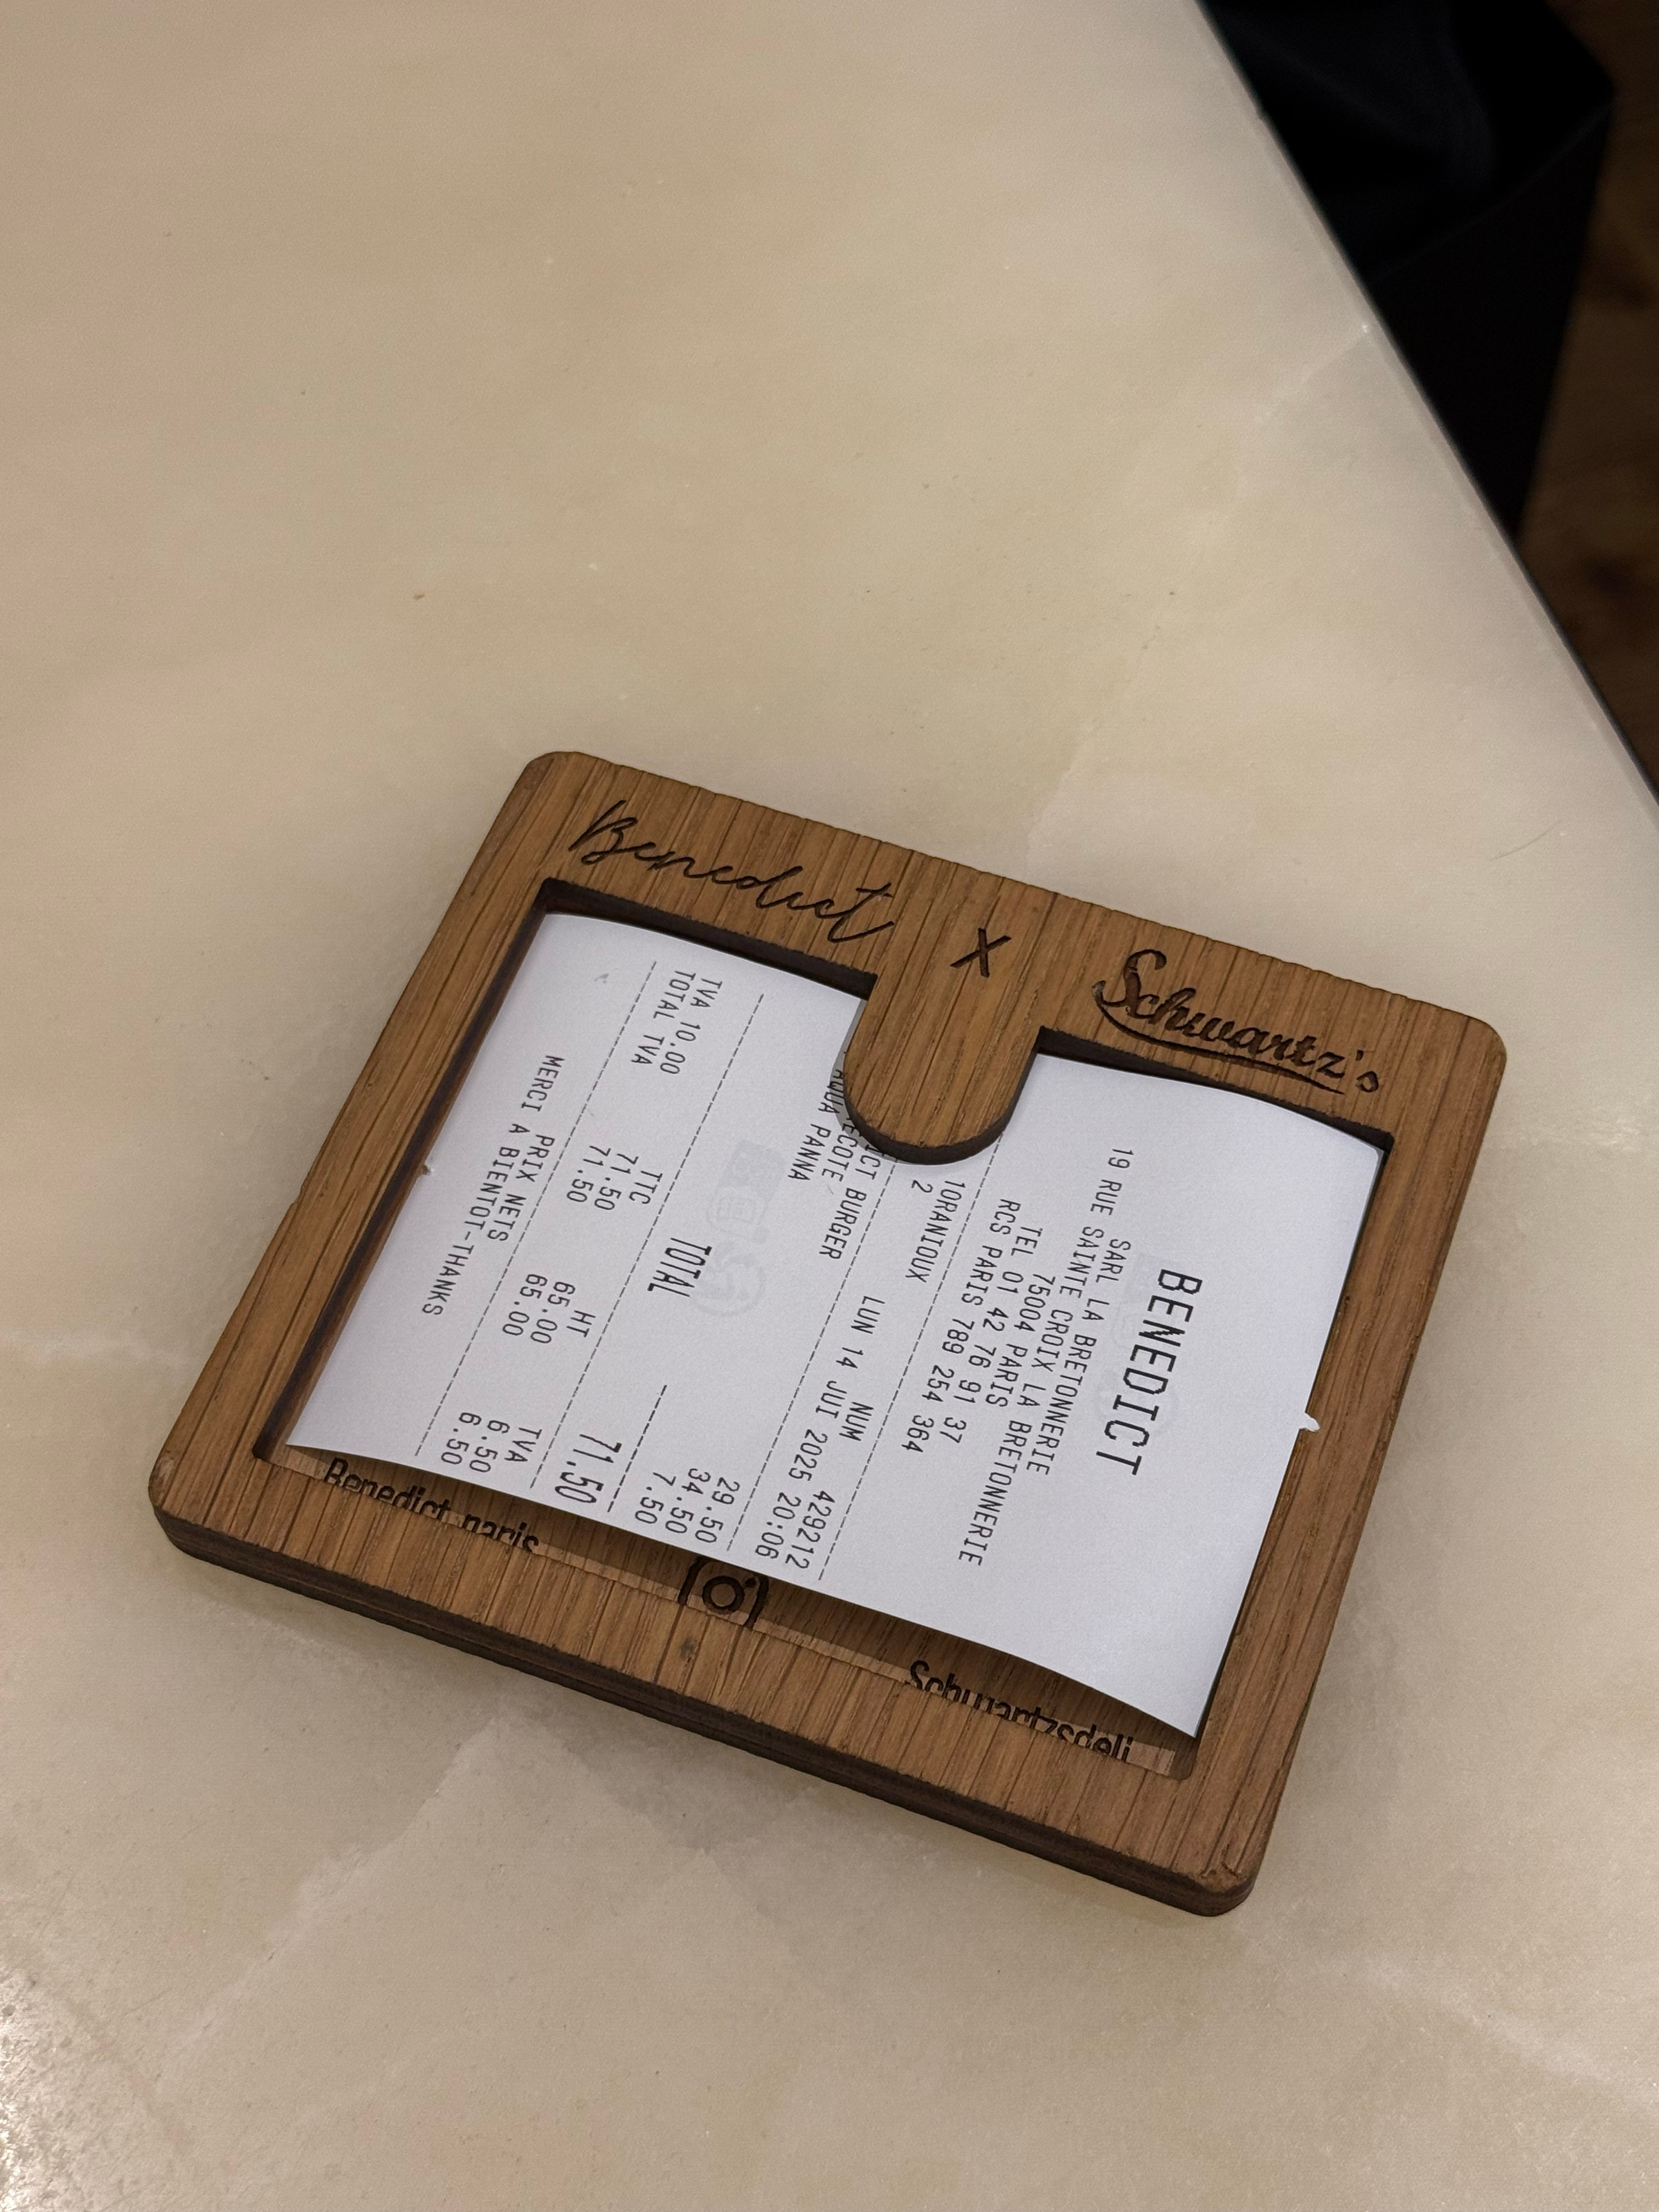 Benedict X Schwartz's
BENEDICT
SARL LA BRETONNERIE
19 RUE SAINTE CROIX LA BRETONNERIE
75004 PARIS
TEL 01 42 76 91 37
RCS PARIS 789 254 364
10RANIOUX NUM 429212
2 LUN 14 JUI 2025 20:06
BURGER 29.50
34.50
AQUA PANNA 7.50
TOTAL 71.50
TTC HT TVA
TVA 10.00 71.50 65.00 6.50
TOTAL TVA 71.50 65.00 6.50
PRIX NETS
MERCI A BIENTOT-THANKS
Benedict.paris Schwartzsdeli